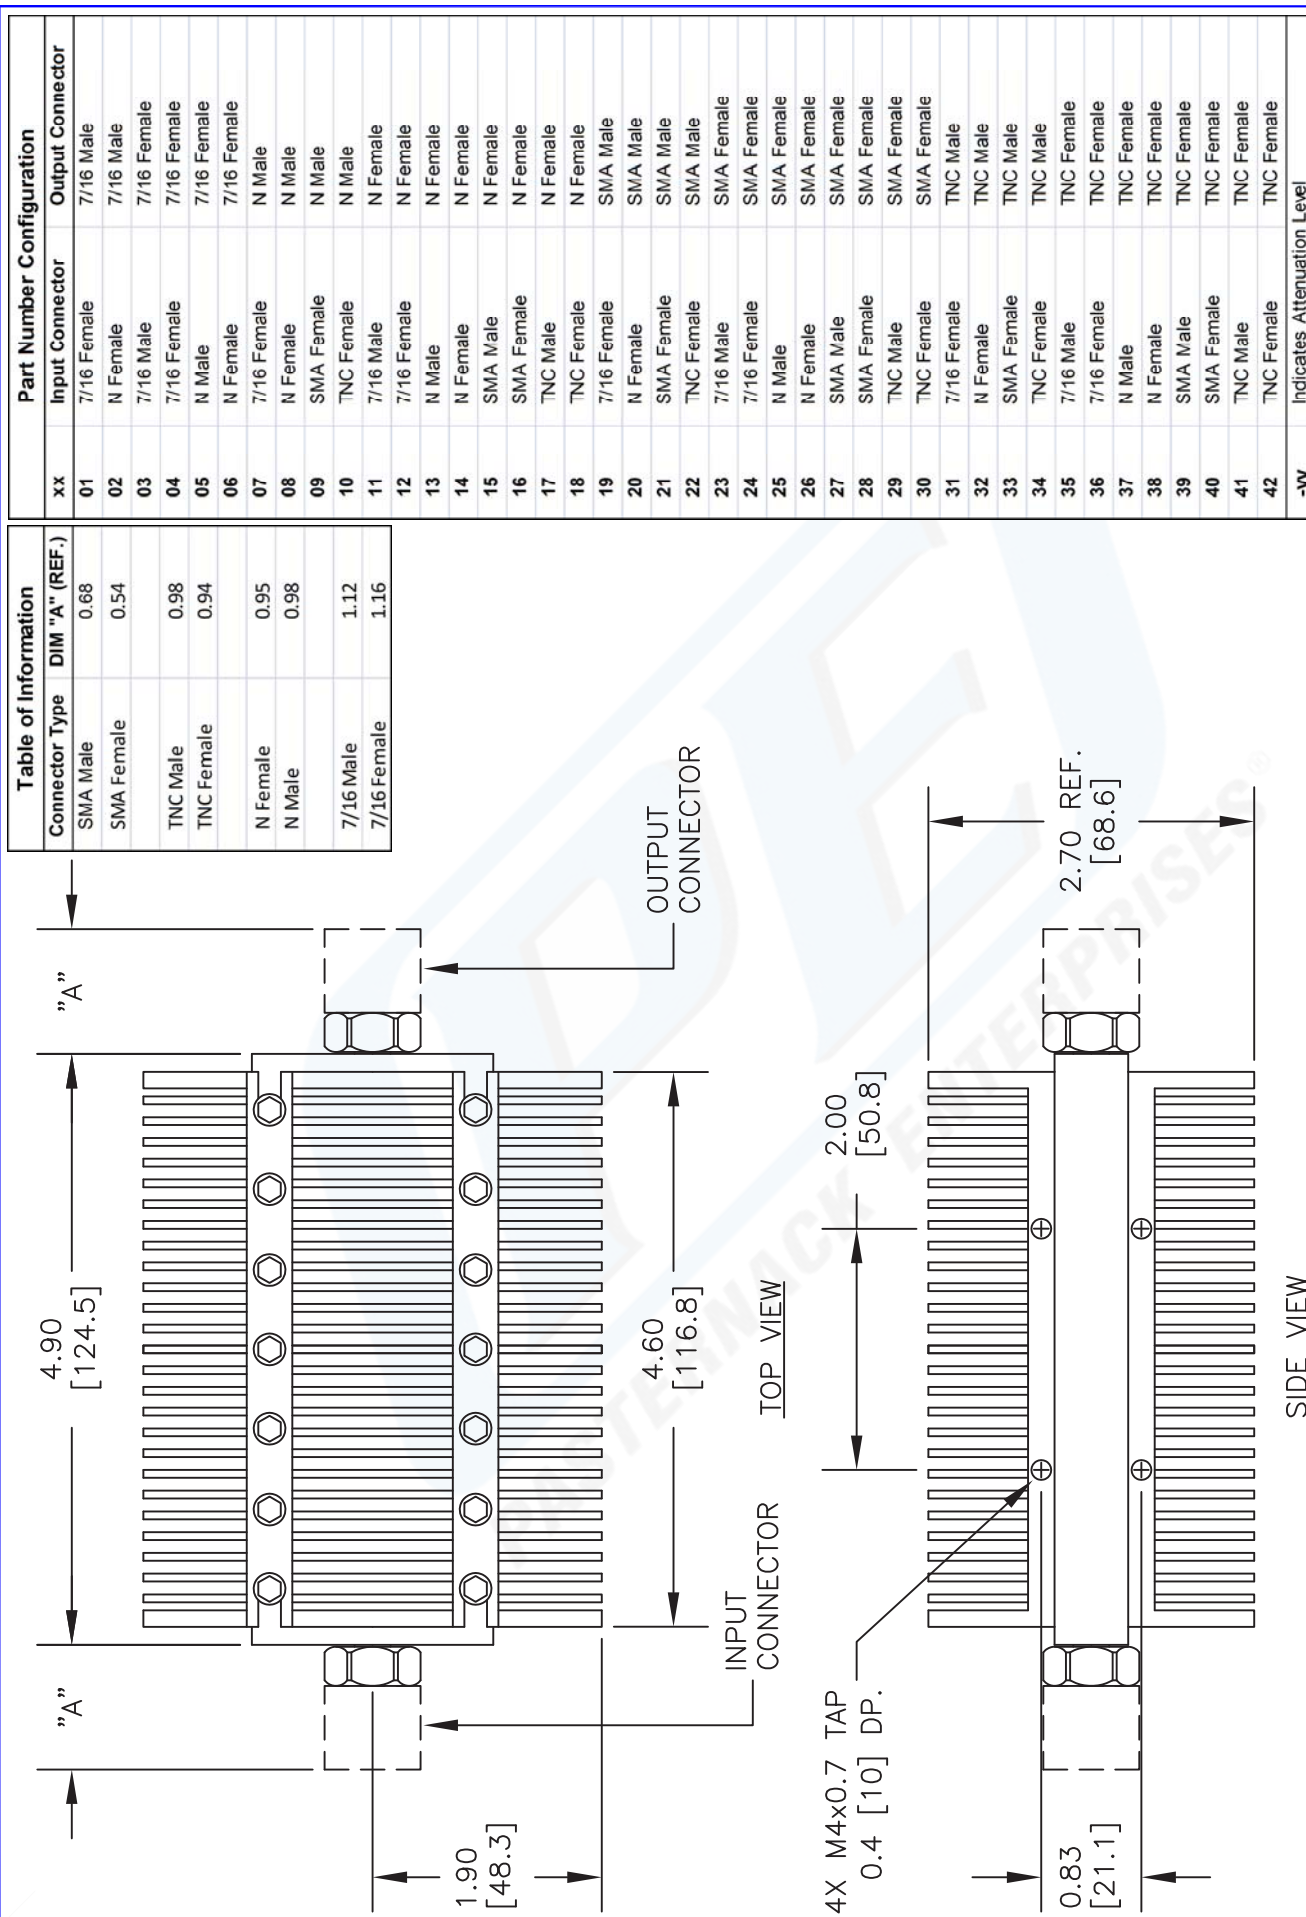 Table of Information
Connector Type DIM "A" (REF.)
SMA Male 0.68
SMA Female 0.54
TNC Male 0.98
TNC Female 0.94
N Female 0.95
N Male 0.98
7/16 Male 1.12
7/16 Female 1.16
Part Number Configuration
xx Input Connector Output Connector
01 7/16 Female 7/16 Male
02 N Female 7/16 Male
03 7/16 Male 7/16 Female
04 7/16 Female 7/16 Female
05 N Male 7/16 Female
06 N Female 7/16 Female
07 7/16 Female N Male
08 N Female N Male
09 SMA Female N Male
10 TNC Female N Male
11 7/16 Male N Female
12 7/16 Female N Female
13 N Male N Female
14 N Female N Female
15 SMA Male N Female
16 SMA Female N Female
17 TNC Male N Female
18 TNC Female N Female
19 7/16 Female SMA Male
20 N Female SMA Male
21 SMA Female SMA Male
22 TNC Female SMA Male
23 7/16 Male SMA Female
24 7/16 Female SMA Female
25 N Male SMA Female
26 N Female SMA Female
27 SMA Male SMA Female
28 SMA Female SMA Female
29 TNC Male SMA Female
30 TNC Female SMA Female
31 7/16 Female TNC Male
32 N Female TNC Male
33 SMA Female TNC Male
34 TNC Female TNC Male
35 7/16 Male TNC Female
36 7/16 Female TNC Female
37 N Male TNC Female
38 N Female TNC Female
39 SMA Male TNC Female
40 SMA Female TNC Female
41 TNC Male TNC Female
42 TNC Female TNC Female
Indicates Attenuation Level
"A"
4.90
[124.5]
"A"
1.90
[48.3]
4.60
[116.8]
INPUT
CONNECTOR
OUTPUT
CONNECTOR
TOP VIEW
4X M4x0.7 TAP
0.4 [10] DP.
2.00
[50.8]
0.83
[21.1]
2.70 REF.
[68.6]
SIDE VIEW
PEI
PASTERNACK ENTERPRISES®